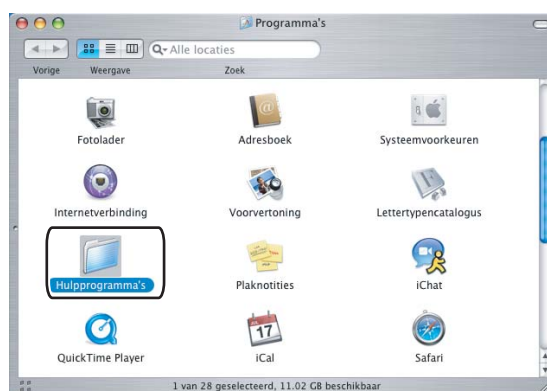 Programma's
Alle locaties
Vorige Weergave Zoek
Fotolader Adresboek Systeemvoorkeuren
Internetverbinding Voorvertoning Lettertypencatalogus
Hulpprogramma's Plaknotities iChat
17
QuickTime Player iCal Safari
1 van 28 geselecteerd, 11.02 GB beschikbaar